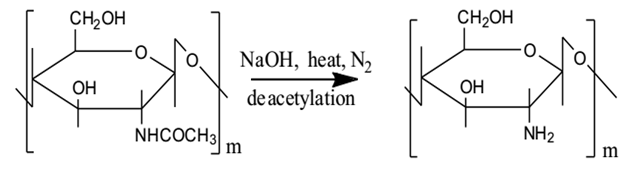 CH₂OH
O
O
OH
NHCOCH₃
m
NaOH, heat, N₂
deacetylation
CH₂OH
O
O
OH
NH₂
m